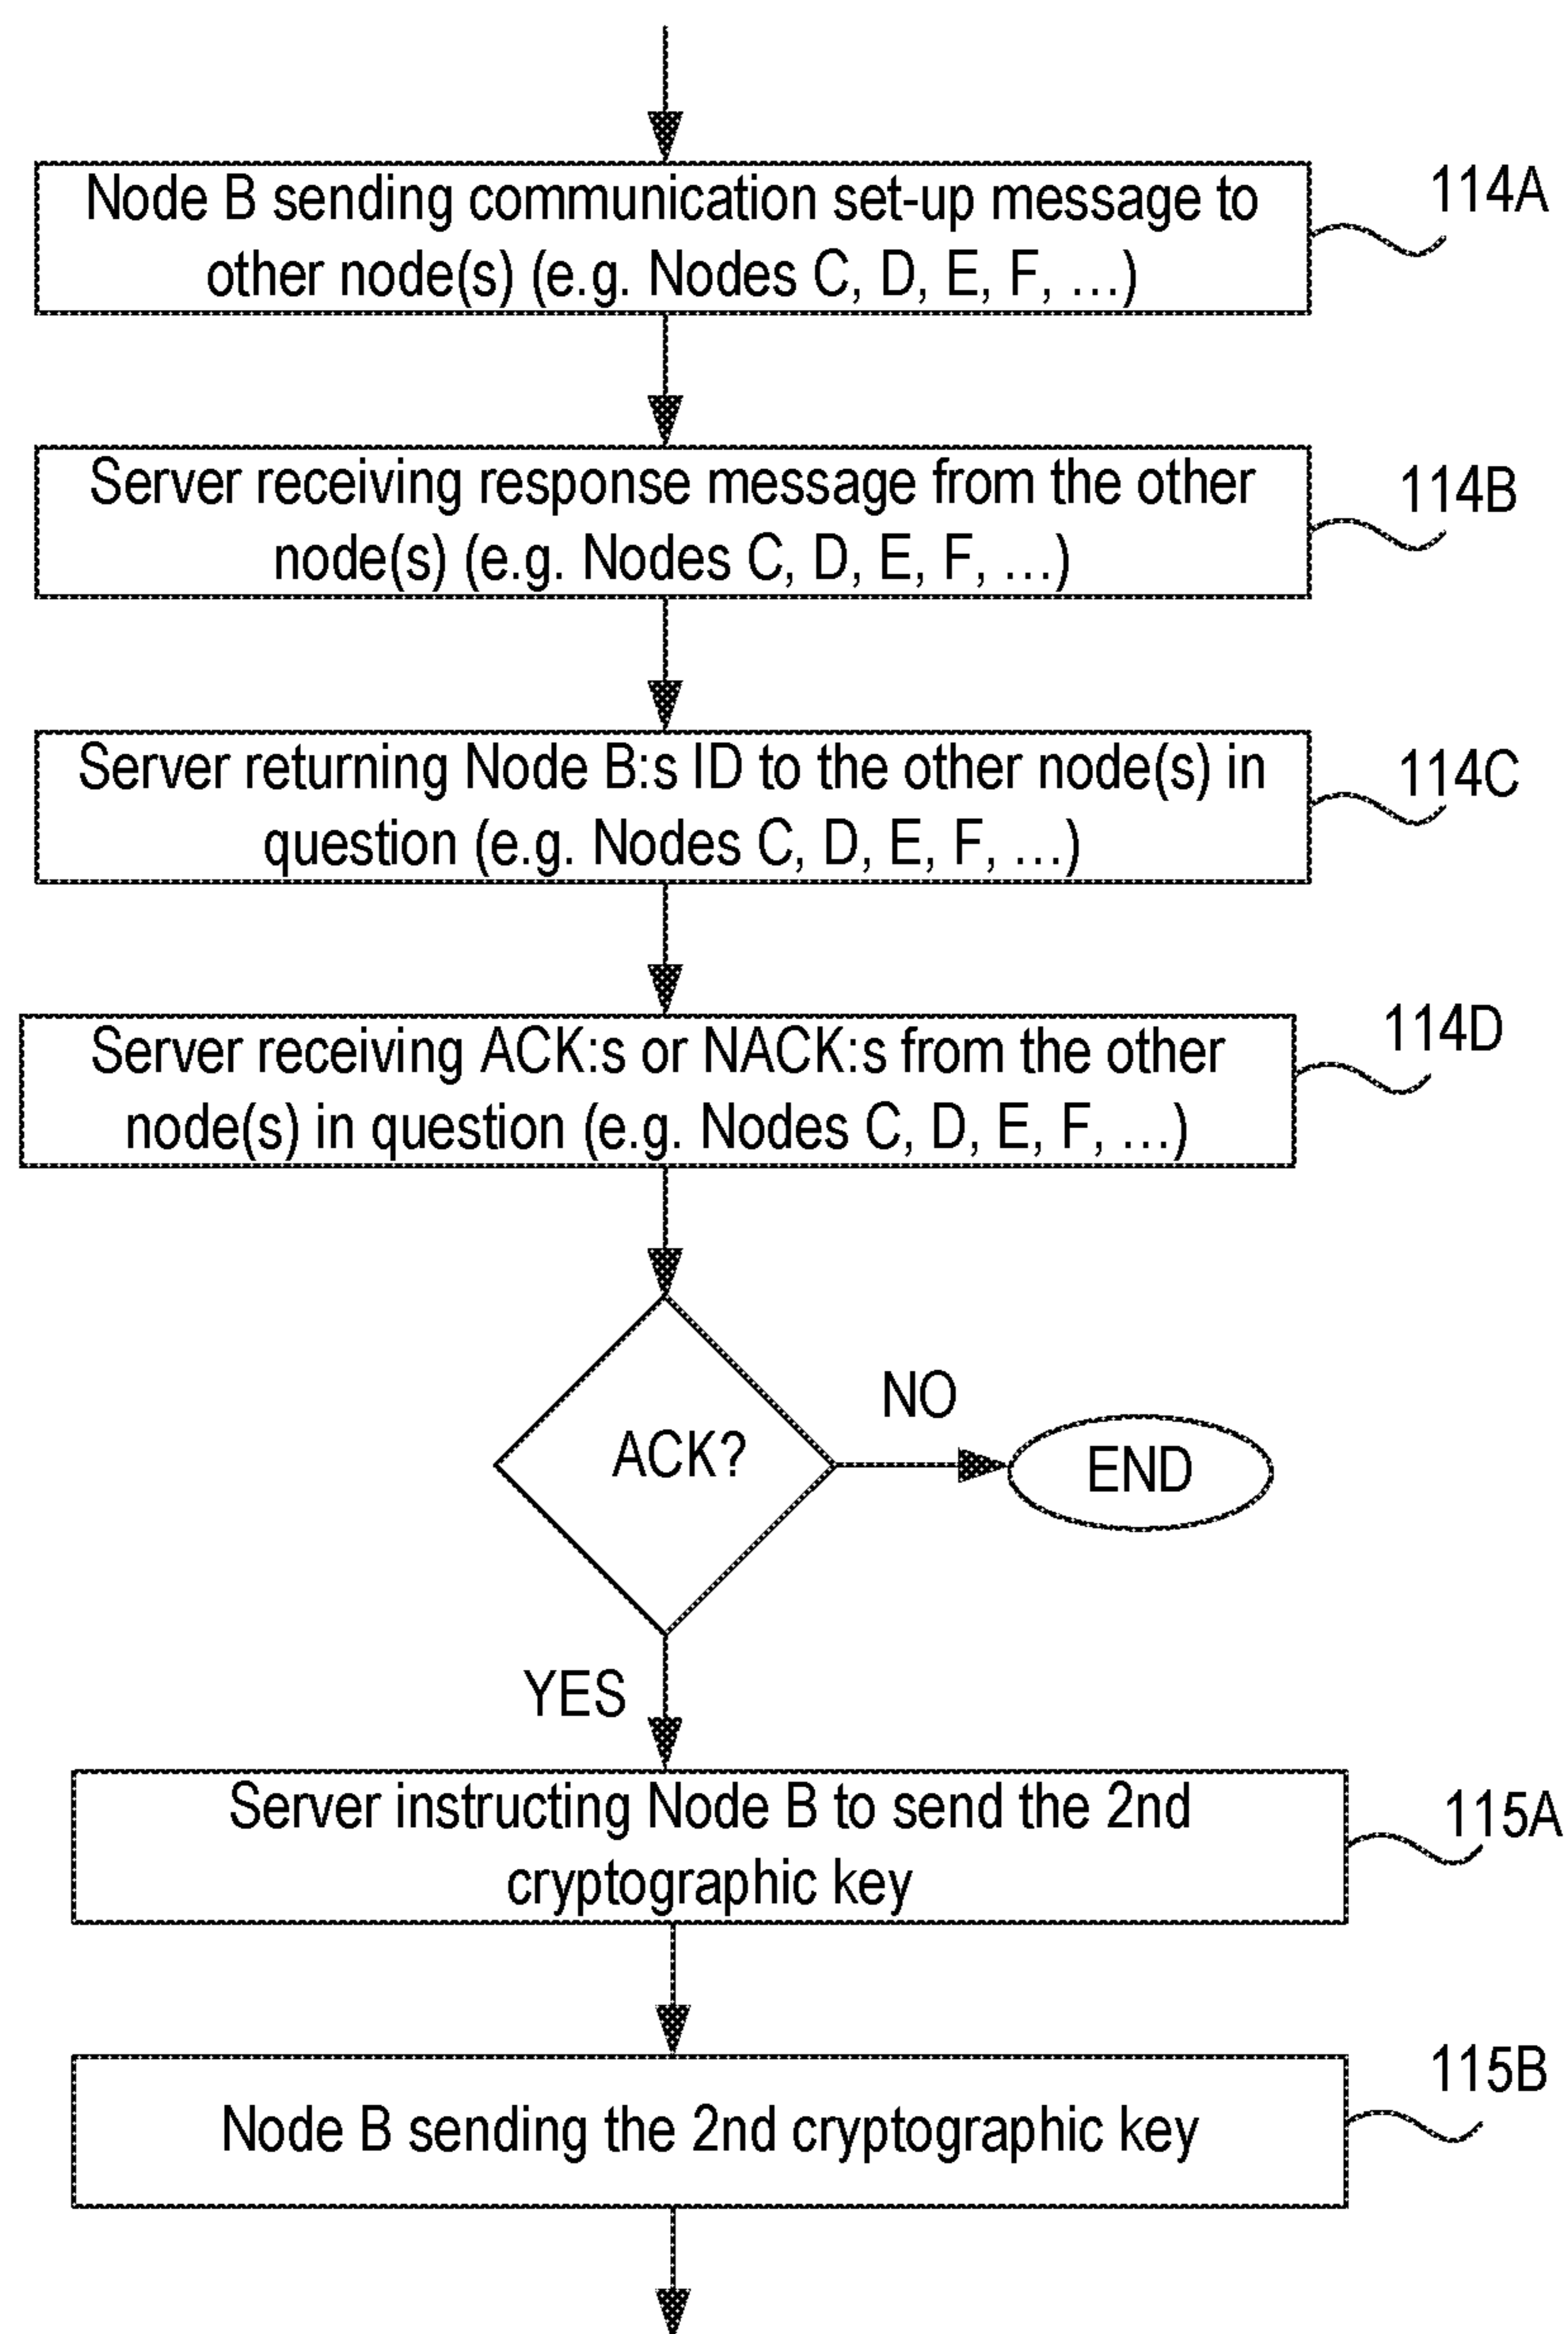 Node B sending communication set-up message to
other node(s) (e.g. Nodes C, D, E, F, …)
114A
Server receiving response message from the other
node(s) (e.g. Nodes C, D, E, F, …)
114B
Server returning Node B:s ID to the other node(s) in
question (e.g. Nodes C, D, E, F, …)
114C
Server receiving ACK:s or NACK:s from the other
node(s) in question (e.g. Nodes C, D, E, F, …)
114D
ACK?
NO
END
YES
Server instructing Node B to send the 2nd
cryptographic key
115A
Node B sending the 2nd cryptographic key
115B